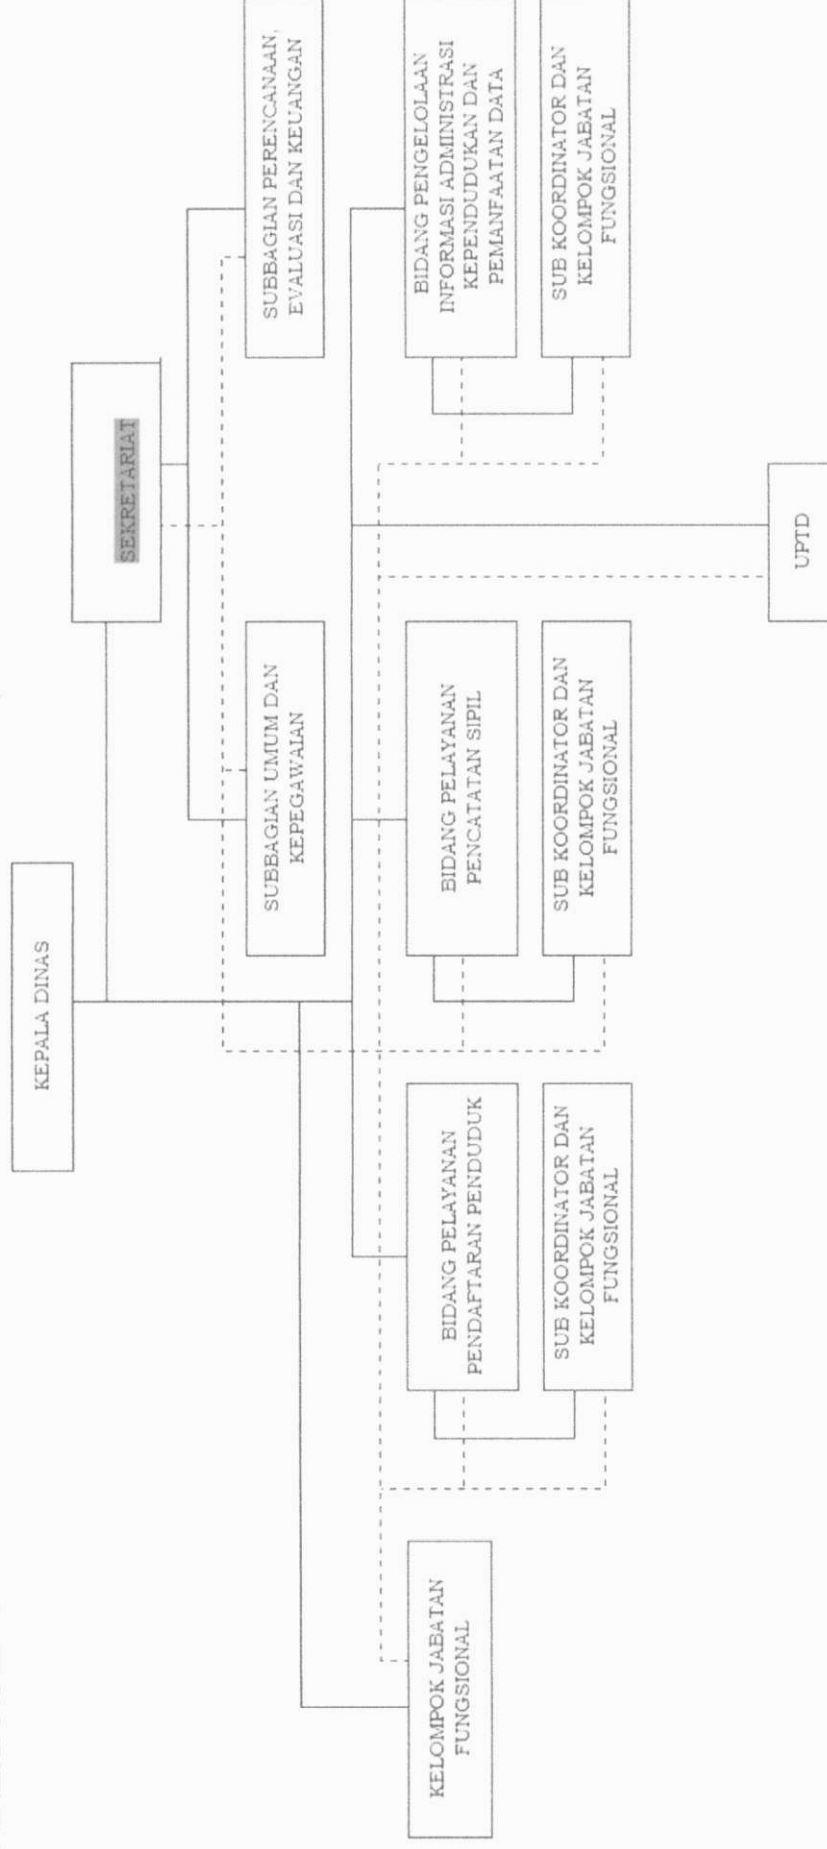 KEPALA DINAS
SEKRETARIAT
SUBBAGIAN UMUM DAN
KEPEGAWAIAN
SUBBAGIAN PERENCANAAN,
EVALUASI DAN KEUANGAN
KELOMPOK JABATAN
FUNGSIONAL
BIDANG PELAYANAN
PENDAFTARAN PENDUDUK
BIDANG PELAYANAN
PENCATATAN SIPIL
BIDANG PENGELOLAAN
INFORMASI ADMINISTRASI
KEPENDUDUKAN DAN
PEMANFAATAN DATA
SUB KOORDINATOR DAN
KELOMPOK JABATAN
FUNGSIONAL
SUB KOORDINATOR DAN
KELOMPOK JABATAN
FUNGSIONAL
SUB KOORDINATOR DAN
KELOMPOK JABATAN
FUNGSIONAL
UPTD